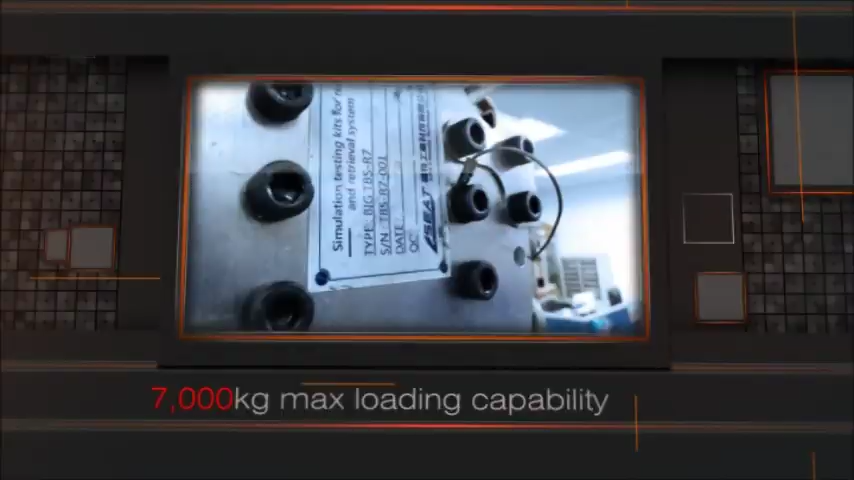 Simulation testing kits for
and retrieval system
TYPE: BIG TBS-R7
S/N: TBS-R7-001
DATE:
QC:
ISEAT
7,000kg max loading capability